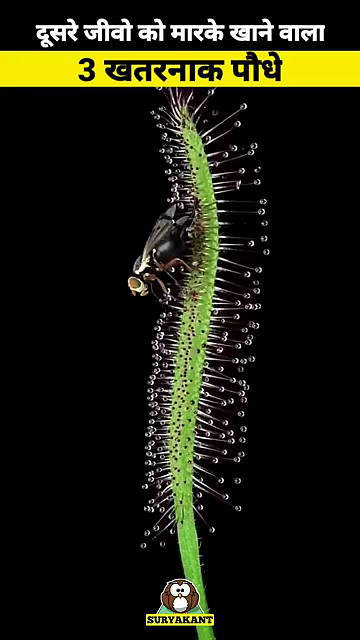 दूसरे जीवो को मारके खाने वाला
3 खतरनाक पौधे
SURYAKANT